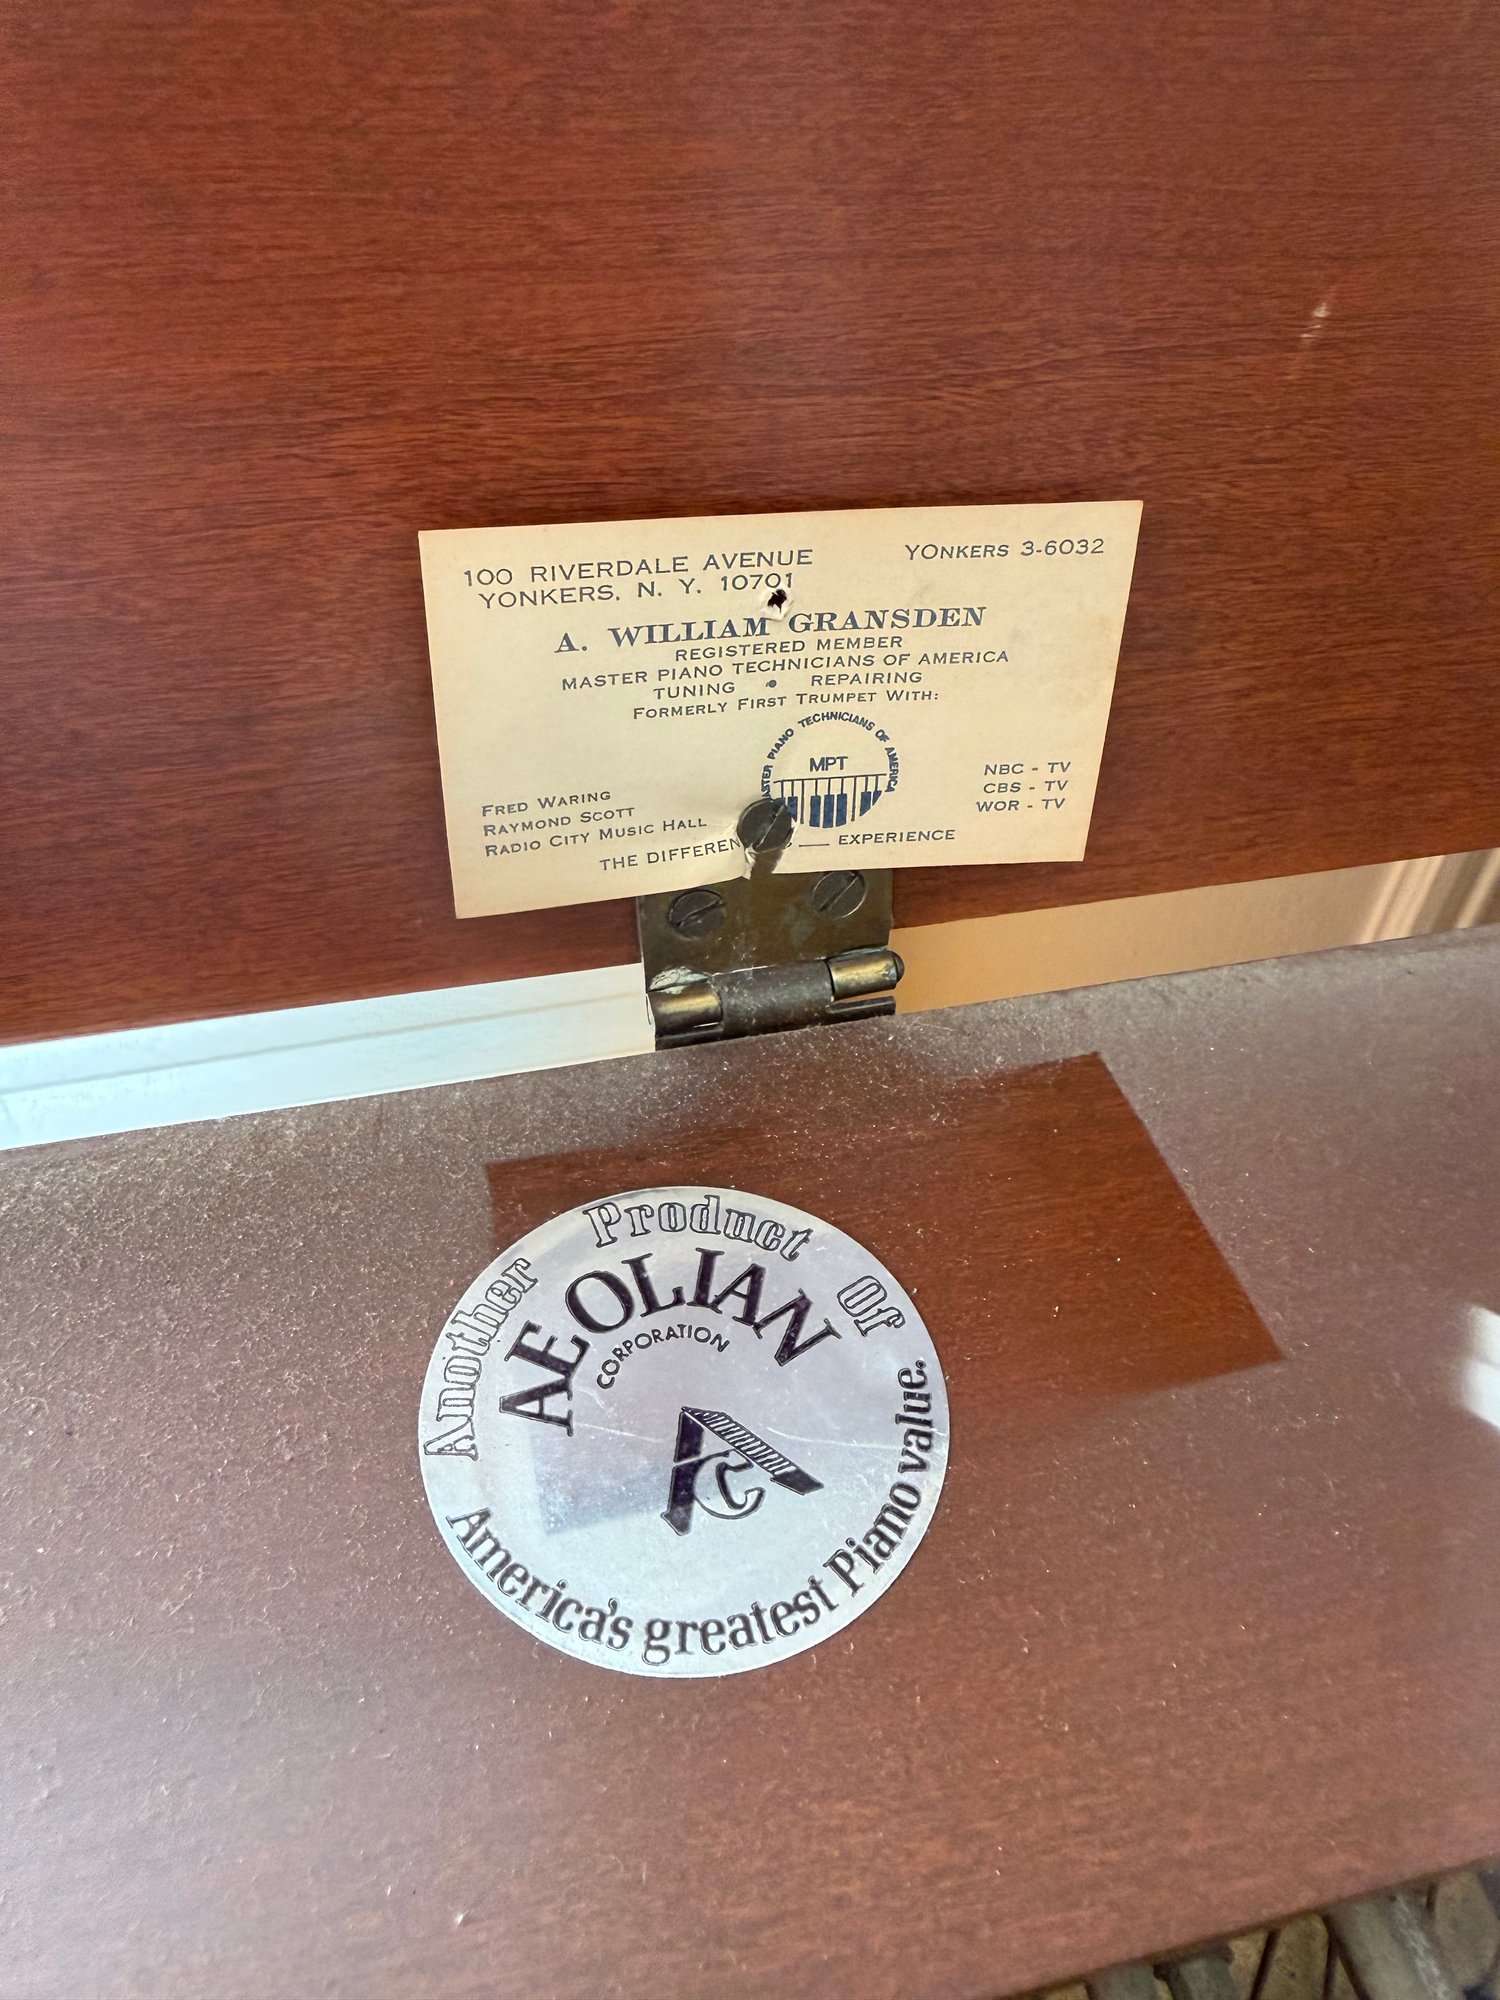 100 RIVERDALE AVENUE
YONKERS, N. Y. 10701
YONKERS 3-6032
A. WILLIAM GRANSDEN
REGISTERED MEMBER
MASTER PIANO TECHNICIANS OF AMERICA
TUNING • REPAIRING
FORMERLY FIRST TRUMPET WITH:
PIANO TECHNICIANS OF AMERICA
MPT
FRED WARING
RAYMOND SCOTT
RADIO CITY MUSIC HALL
NBC - TV
CBS - TV
WOR - TV
THE — EXPERIENCE
Another Product Of
AEOLIAN
CORPORATION
America's greatest Piano value.